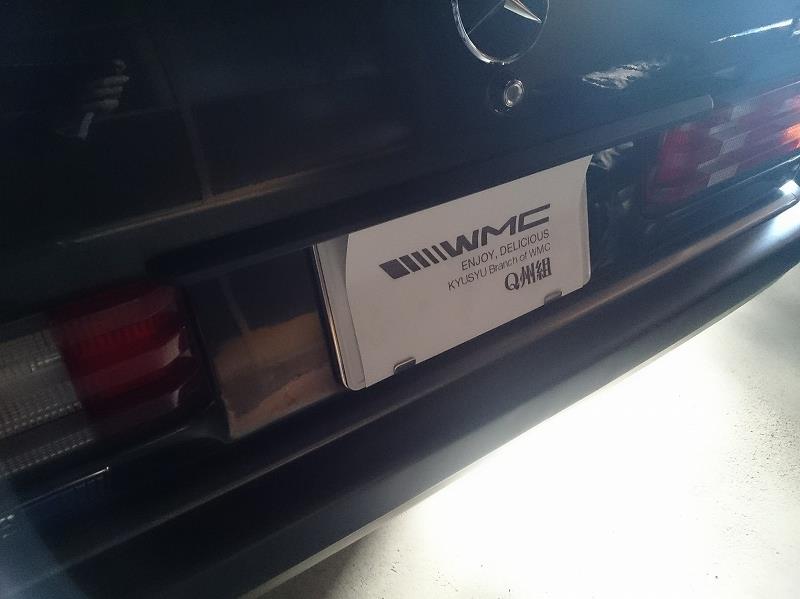 WMC
ENJOY, DELICIOUS
KYUSYU Branch of WMC
Q州組